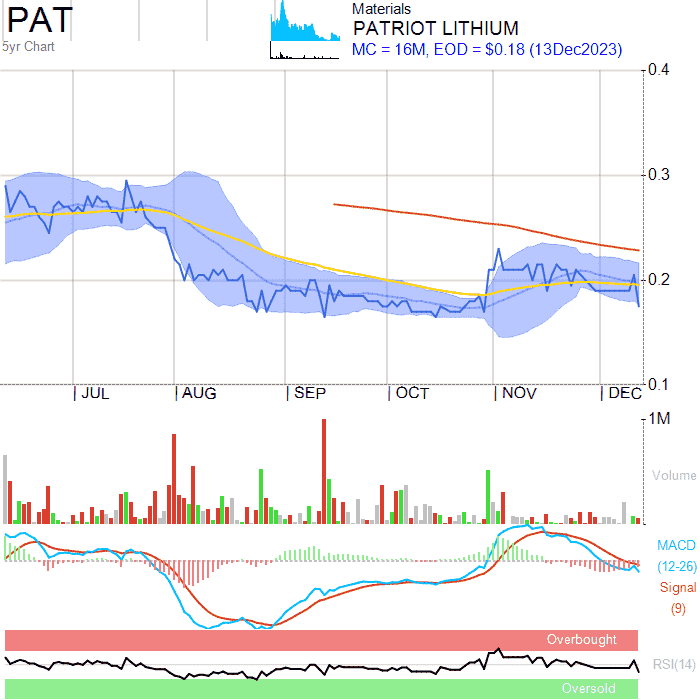 PAT
5yr Chart
Materials
PATRIOT LITHIUM
MC = 16M, EOD = $0.18 (13Dec2023)
0.4
0.3
0.2
0.1
| JUL | AUG | SEP | OCT | NOV | DEC
1M
Volume
MACD
(12-26)
Signal
(9)
Overbought
RSI(14)
Oversold